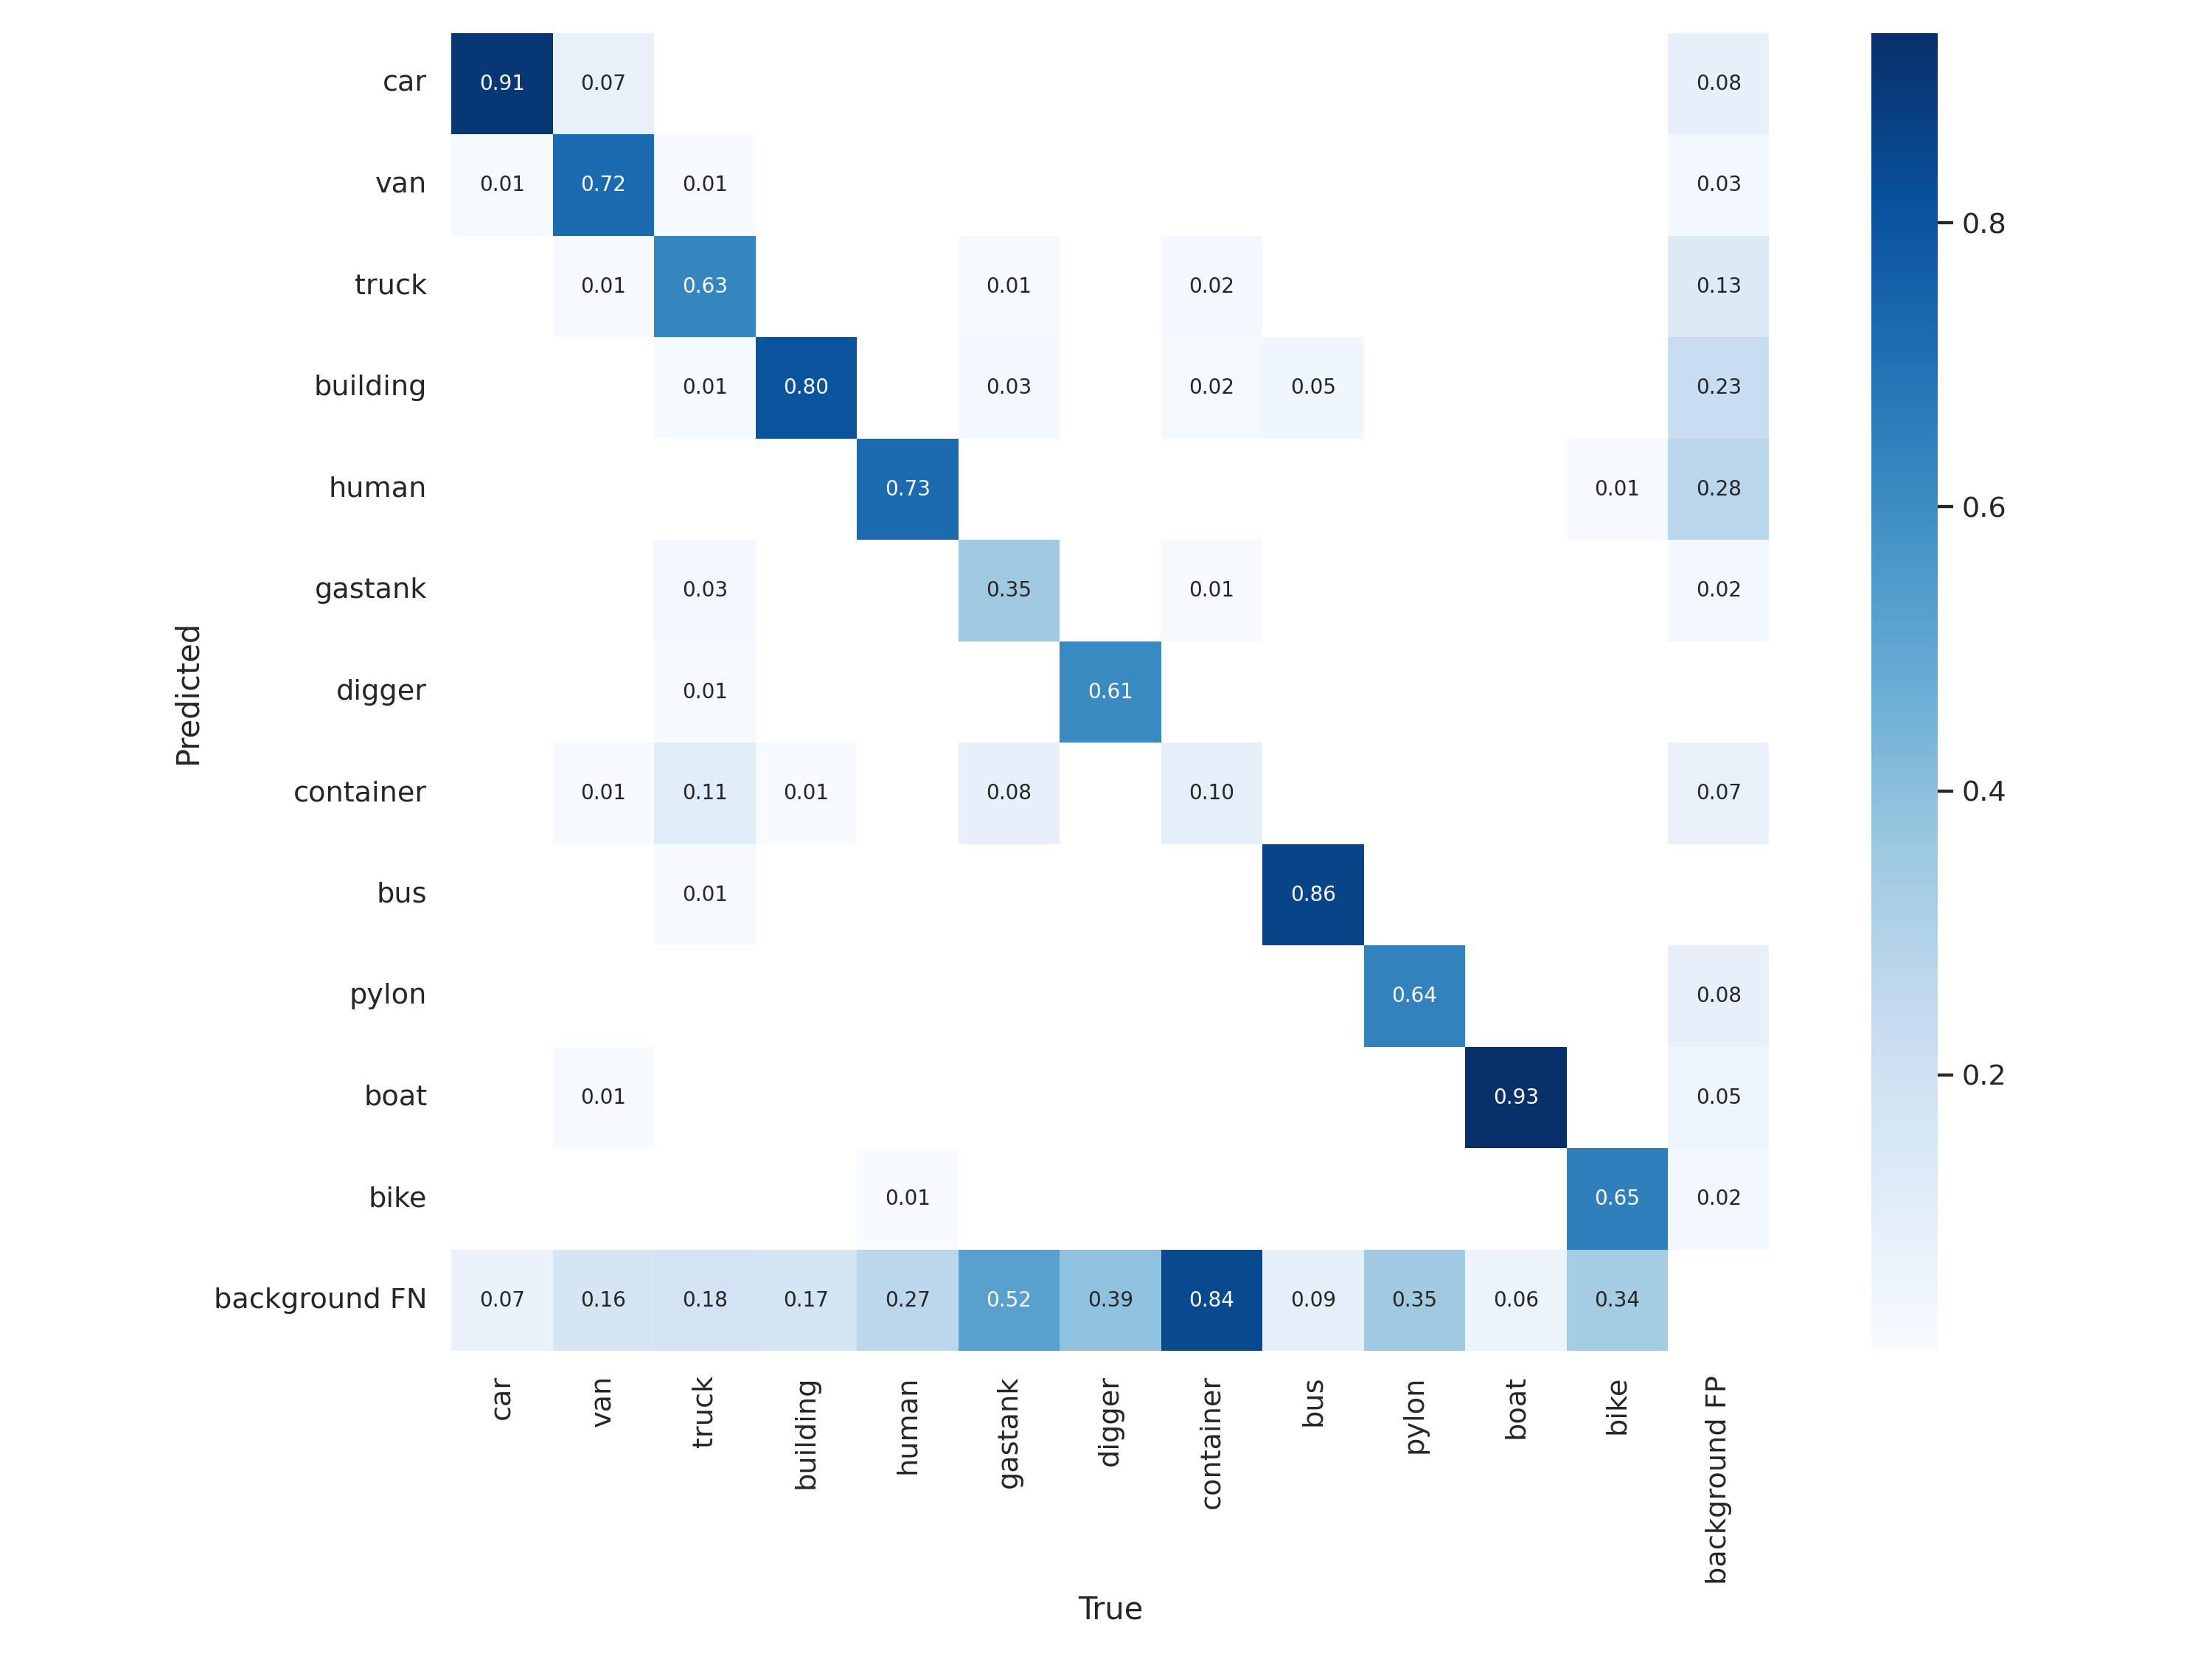 car 0.91 0.07 0.08
van 0.01 0.72 0.01 0.03
0.8
truck 0.01 0.63 0.01 0.02 0.13
building 0.01 0.80 0.03 0.02 0.05 0.23
human 0.73 0.01 0.28
0.6
gastank 0.03 0.35 0.01 0.02
Predicted
digger 0.01 0.61
container 0.01 0.11 0.01 0.08 0.10 0.07
0.4
bus 0.01 0.86
pylon 0.64 0.08
boat 0.01 0.93 0.05
0.2
bike 0.01 0.65 0.02
background FN 0.07 0.16 0.18 0.17 0.27 0.52 0.39 0.84 0.09 0.35 0.06 0.34
car
van
truck
building
human
gastank
digger
container
bus
pylon
boat
bike
background FP
True